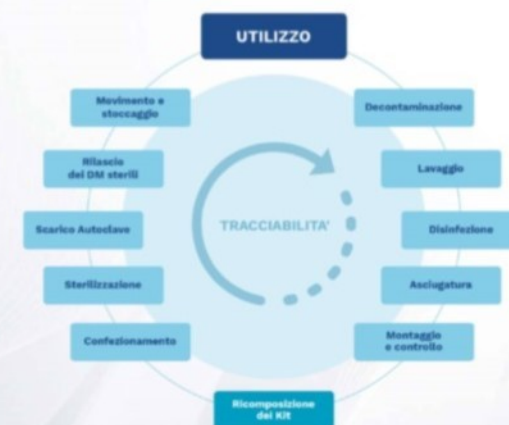 UTILIZZO
Movimento e
stoccaggio
Decontaminazione
Rilascio
dei DM sterili
Lavaggio
Scarico Autoclave
TRACCIABILITA'
Disinfezione
Sterilizzazione
Asciugatura
Confezionamento
Montaggio
e controllo
Ricomposizione
dei Kit